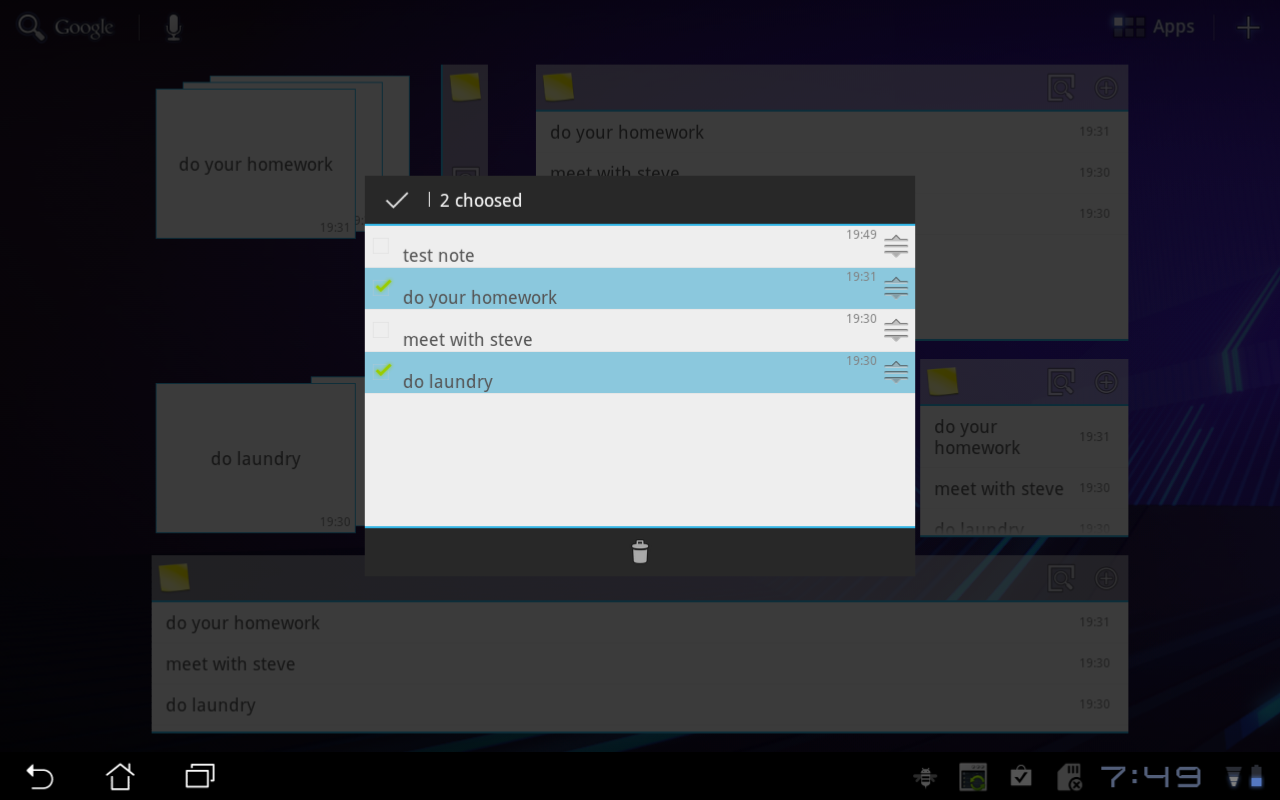 Google
Apps
do your homework
19:31
9:
do your homework
19:31
meet with steve
19:30
19:30
2 choosed
test note
19:49
do your homework
19:31
meet with steve
19:30
do laundry
19:30
do laundry
19:30
do your
homework
19:31
meet with steve
19:30
do laundry
19:30
do your homework
19:31
meet with steve
19:30
do laundry
19:30
7:49